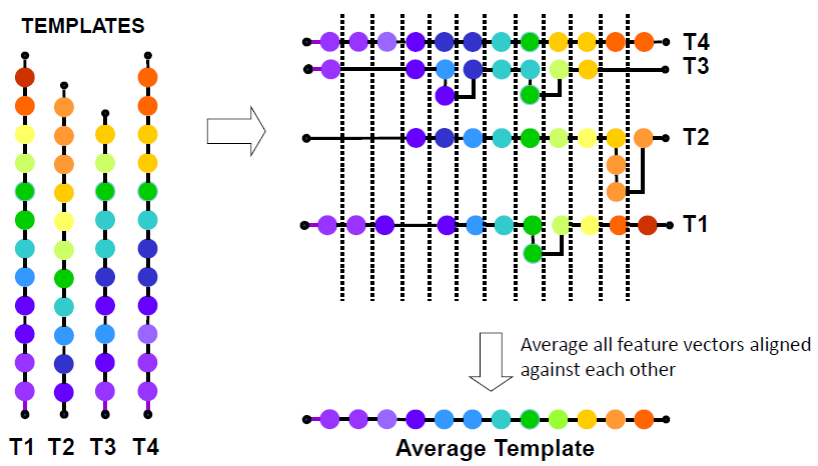 TEMPLATES
T1 T2 T3 T4
T4
T3
T2
T1
Average all feature vectors aligned
against each other
Average Template